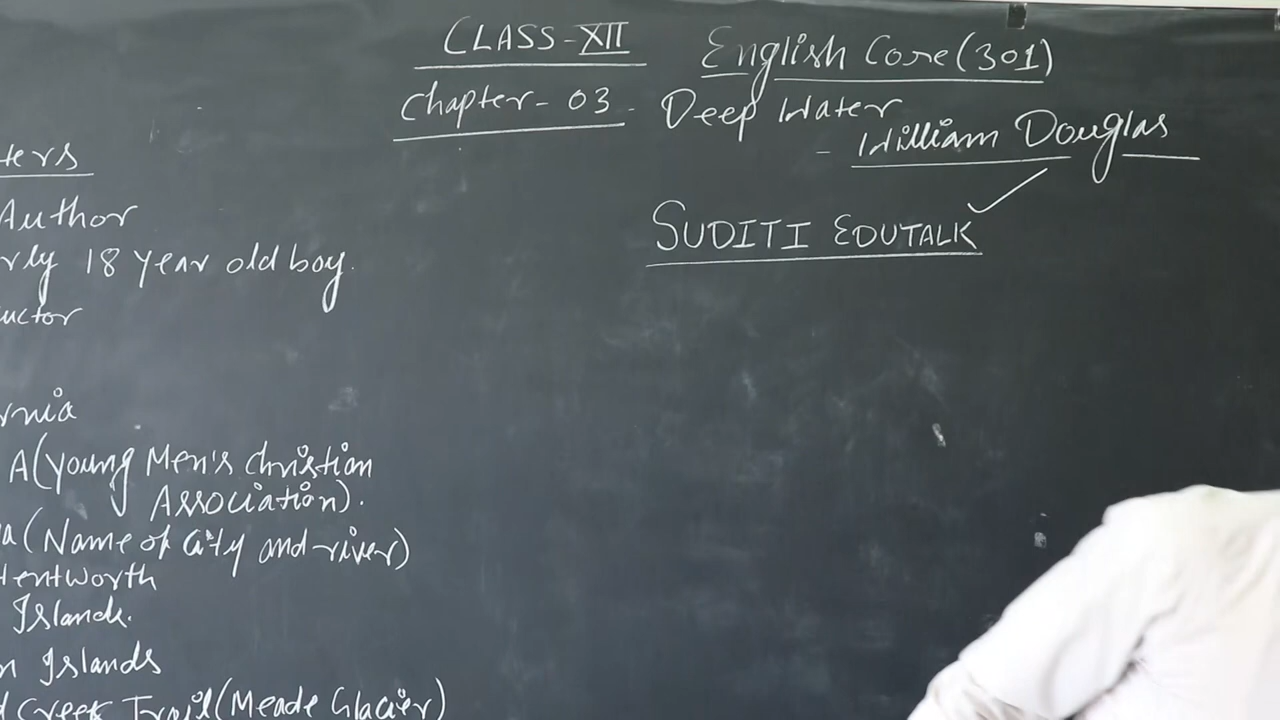 CLASS-XII English Core (301)
Chapter- 03. Deep Water
- William Douglas
SUDITI EDUTALK
ters
Author
rly 18 year old boy.
uctor
rnia
A (Young Men's Christian
Association).
a (Name of City and river)
Wentworth
Islands.
n Islands
d Creek Trail (Meade Glacier)